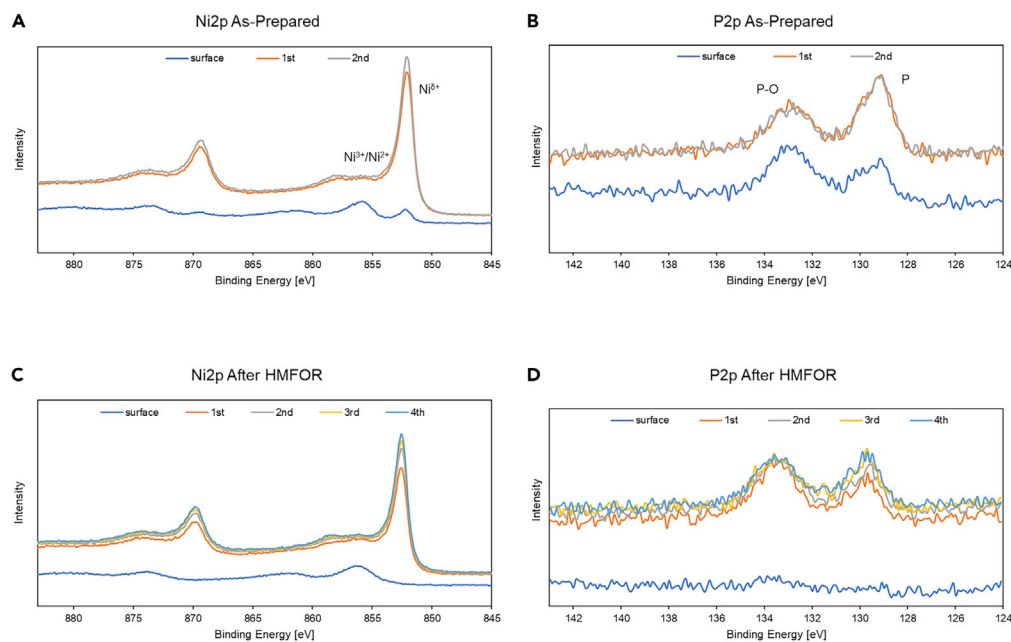 A
Ni2p As-Prepared
surface 1st 2nd
Niδ+
Ni3+/Ni2+
Intensity
880 875 870 865 860 855 850 845
Binding Energy [eV]
B
P2p As-Prepared
surface 1st 2nd
P-O
P
Intensity
142 140 138 136 134 132 130 128 126 124
Binding Energy [eV]
C
Ni2p After HMFOR
surface 1st 2nd 3rd 4th
Intensity
880 875 870 865 860 855 850 845
Binding Energy [eV]
D
P2p After HMFOR
surface 1st 2nd 3rd 4th
Intensity
142 140 138 136 134 132 130 128 126 124
Binding Energy [eV]